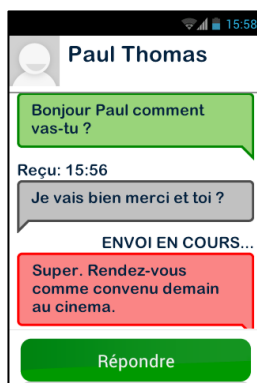 15:58
Paul Thomas
Bonjour Paul comment
vas-tu ?
Reçu: 15:56
Je vais bien merci et toi ?
ENVOI EN COURS...
Super. Rendez-vous
comme convenu demain
au cinema.
Répondre